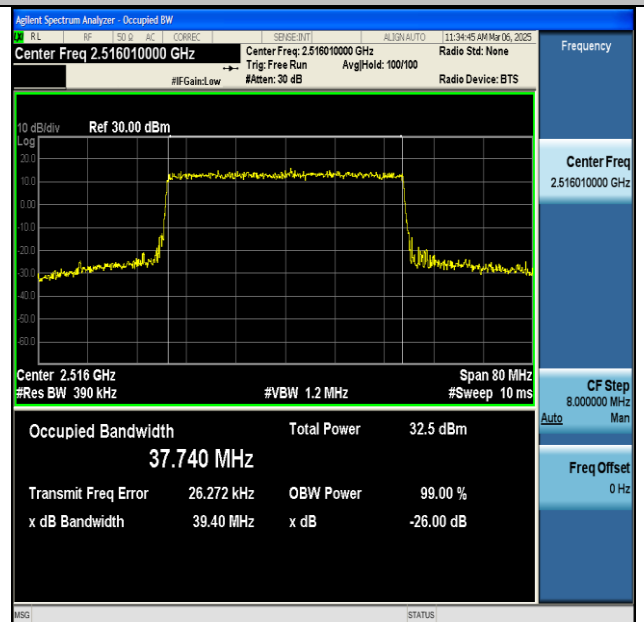 Agilent Spectrum Analyzer - Occupied BW
RL RF 50 Ω AC CORREC SENSE:INT ALIGN AUTO 11:34:45 AM Mar 06, 2025
Center Freq 2.516010000 GHz
Center Freq: 2.516010000 GHz
Radio Std: None
Trig: Free Run Avg|Hold: 100/100
#IFGain:Low
#Atten: 30 dB
Radio Device: BTS
Frequency
10 dB/div Ref 30.00 dBm
Log
20.0
10.0
0.00
-10.0
-20.0
-30.0
-40.0
-50.0
-60.0
Center 2.516 GHz
Span 80 MHz
#Res BW 390 kHz
#VBW 1.2 MHz
#Sweep 10 ms
Center Freq
2.516010000 GHz
CF Step
8.000000 MHz
Auto Man
Freq Offset
0 Hz
Occupied Bandwidth
Total Power 32.5 dBm
37.740 MHz
Transmit Freq Error 26.272 kHz
OBW Power 99.00 %
x dB Bandwidth 39.40 MHz
x dB -26.00 dB
MSG
STATUS